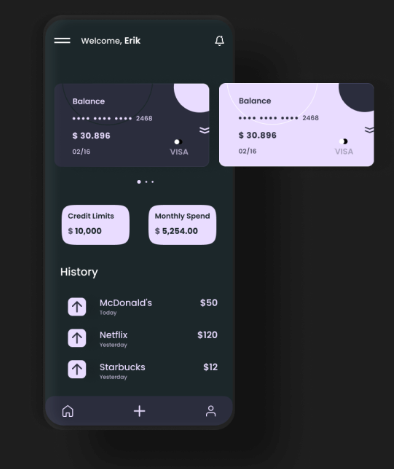 Welcome, Erik
Balance
•••• •••• •••• 2468
$ 30.896
02/16
VISA
Balance
•••• •••• •••• 2468
$ 30.896
02/16
VISA
Credit Limits
$ 10,000
Monthly Spend
$ 5,254.00
History
McDonald's
$50
Today
Netflix
$120
Yesterday
Starbucks
$12
Yesterday